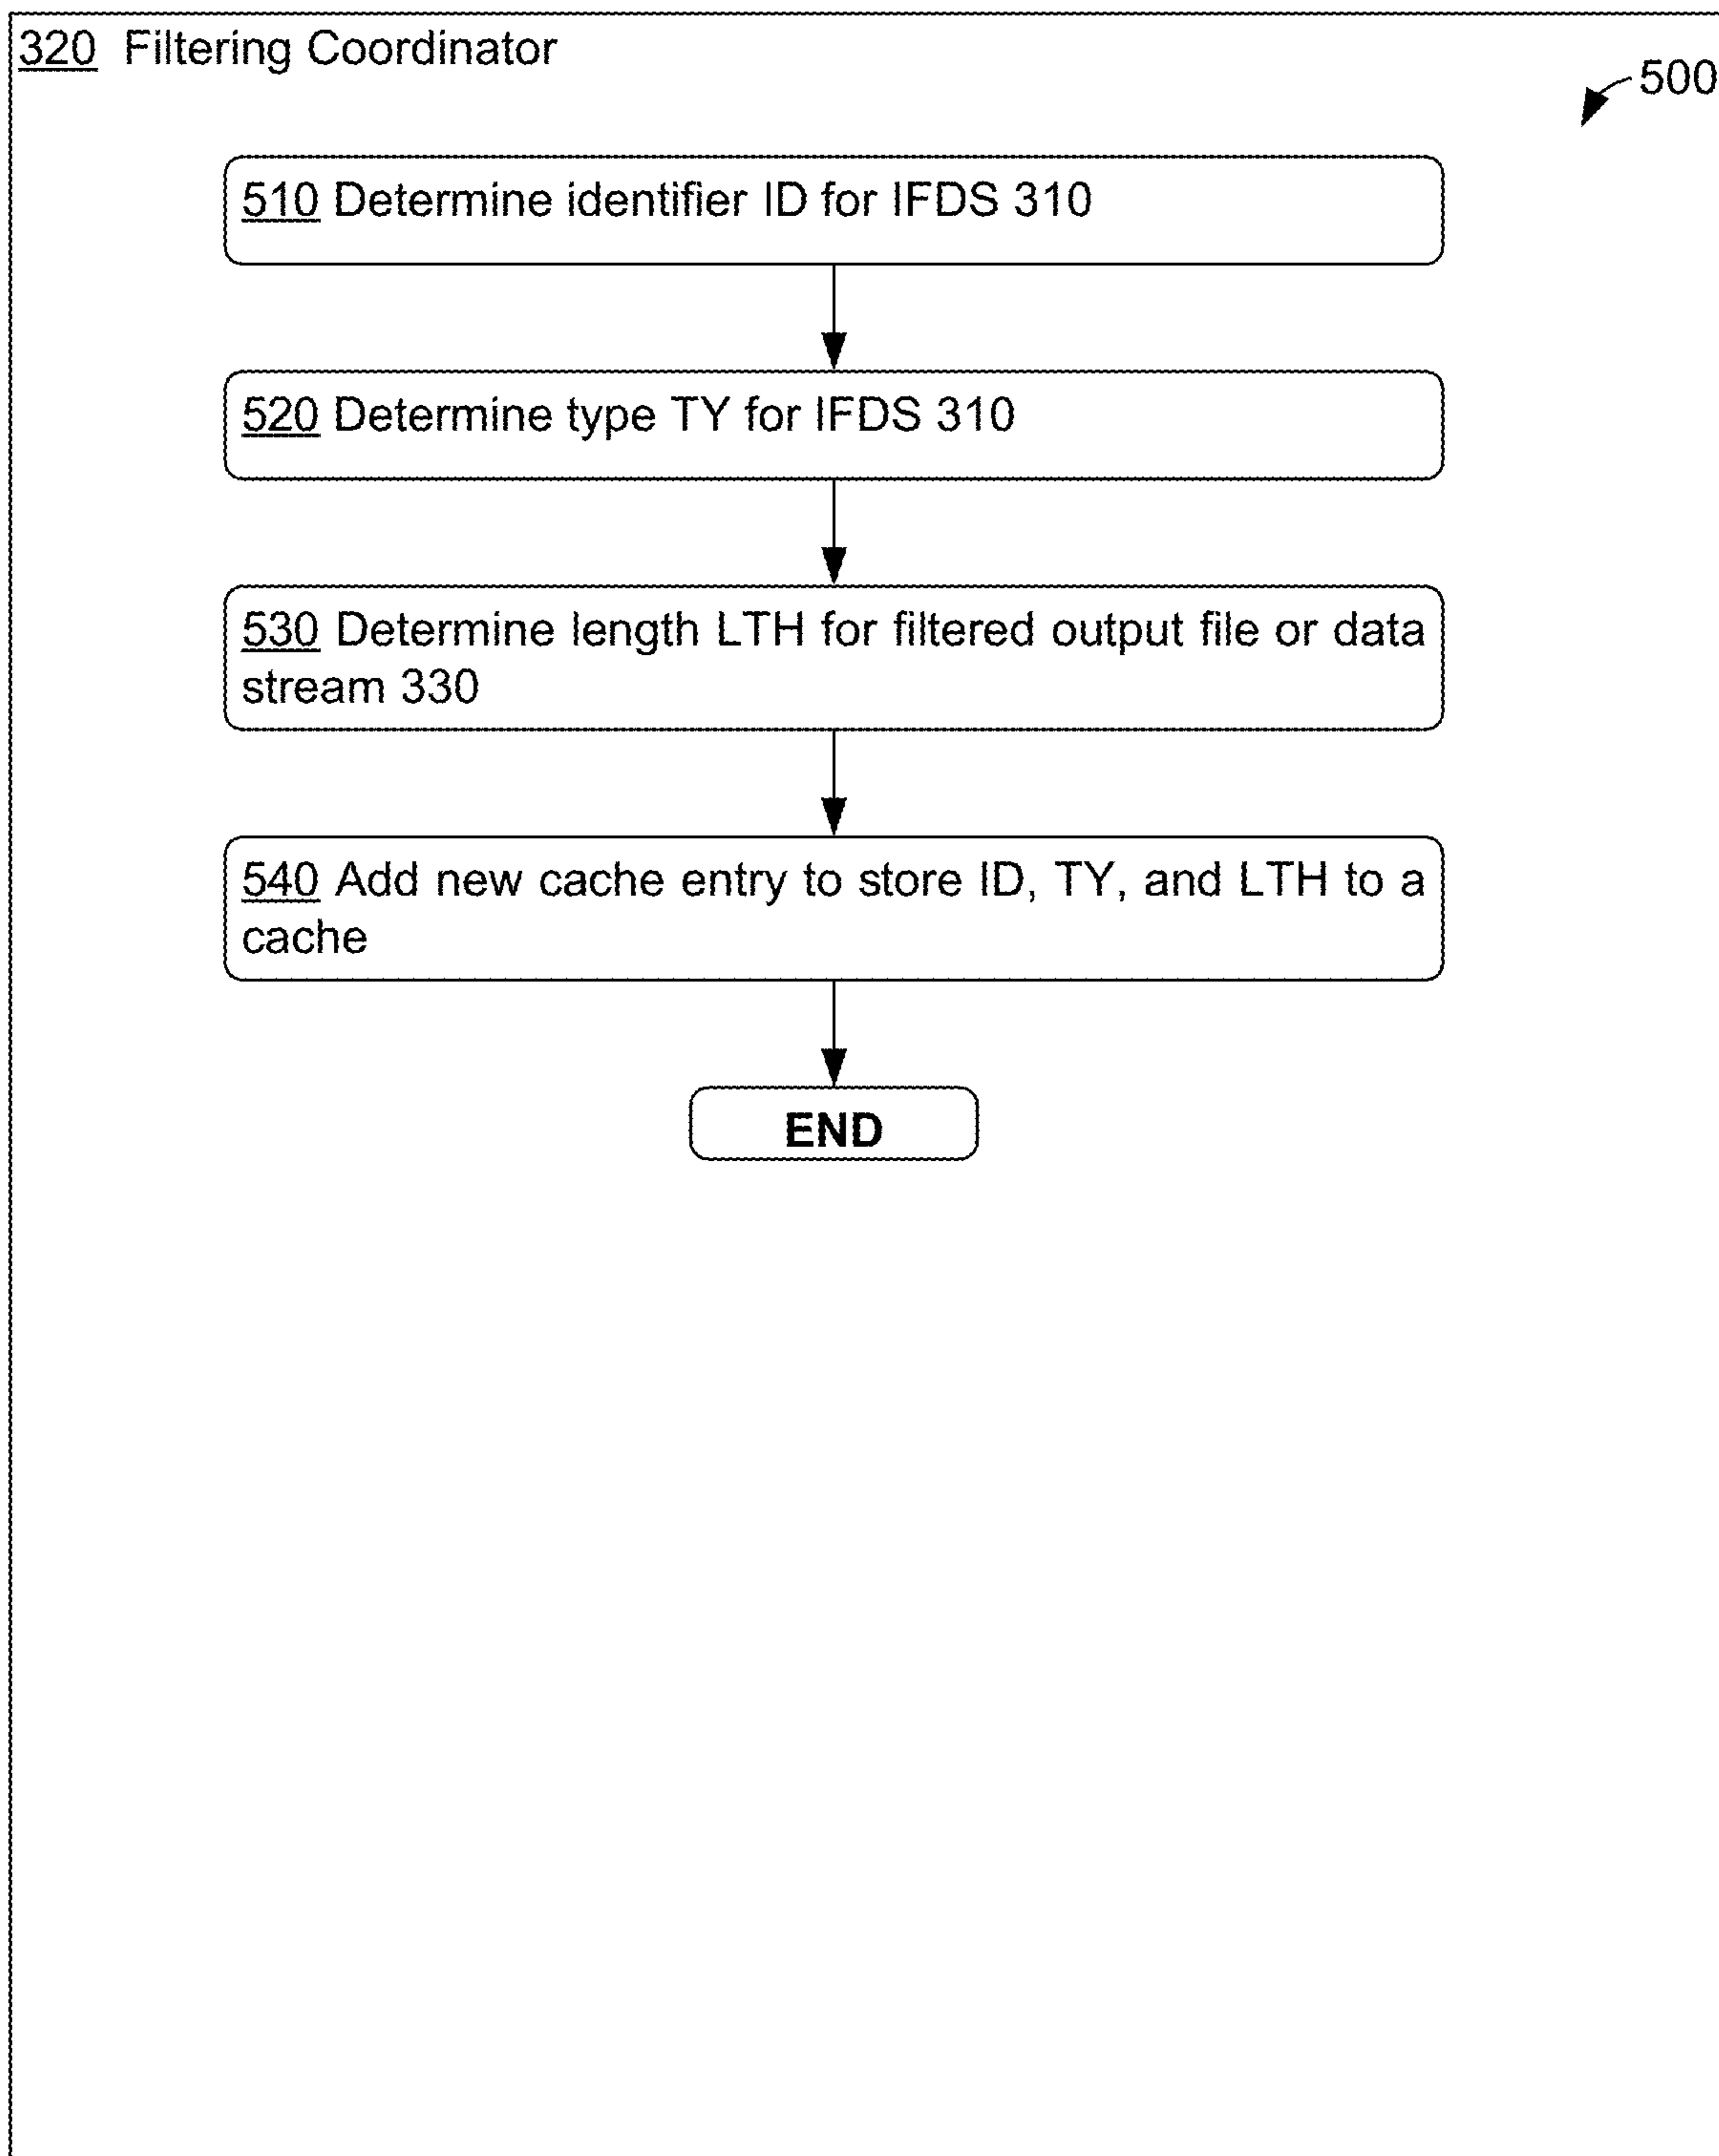 320 Filtering Coordinator
500
510 Determine identifier ID for IFDS 310
520 Determine type TY for IFDS 310
530 Determine length LTH for filtered output file or data
stream 330
540 Add new cache entry to store ID, TY, and LTH to a
cache
END